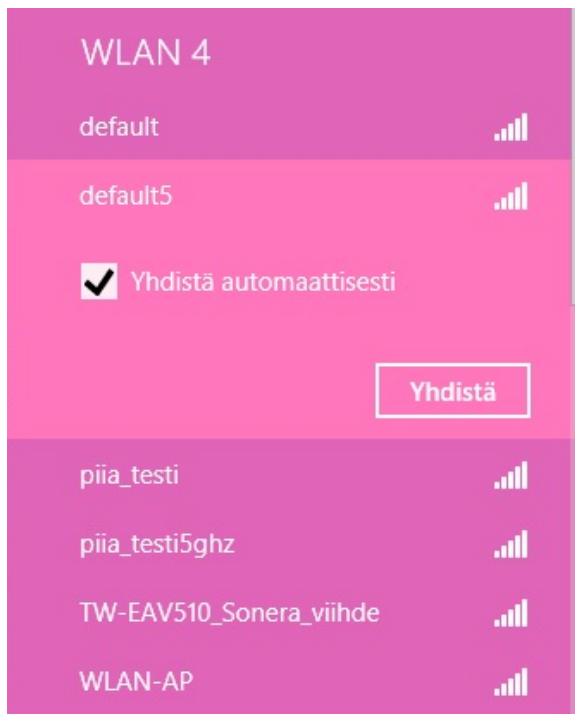 WLAN 4
default
default5
Yhdistä automaattisesti
Yhdistä
piia_testi
piia_testi5ghz
TW-EAV510_Sonera_viihde
WLAN-AP